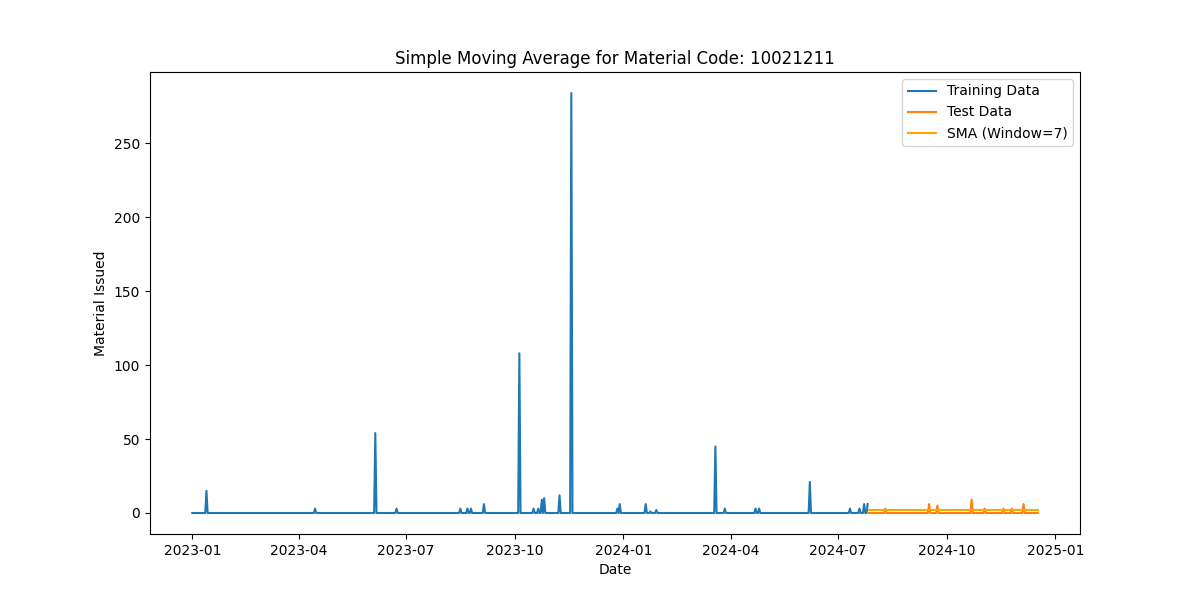 Simple Moving Average for Material Code: 10021211
Training Data
Test Data
SMA (Window=7)
250
200
150
100
50
0
Material Issued
2023-01 2023-04 2023-07 2023-10 2024-01 2024-04 2024-07 2024-10 2025-01
Date